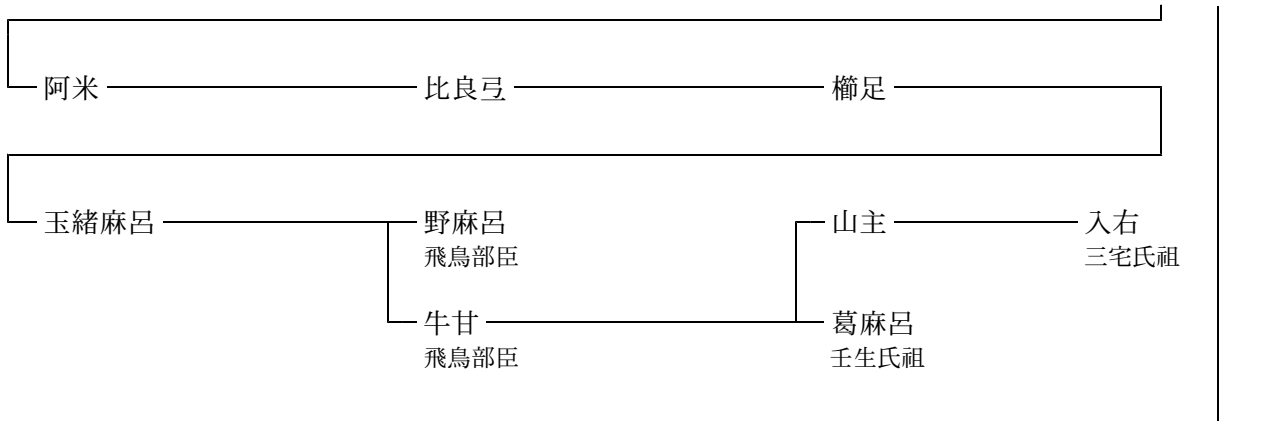 阿米
比良弖
櫛足
玉緒麻呂
野麻呂
飛鳥部臣
山主
入右
三宅氏祖
牛甘
飛鳥部臣
葛麻呂
壬生氏祖